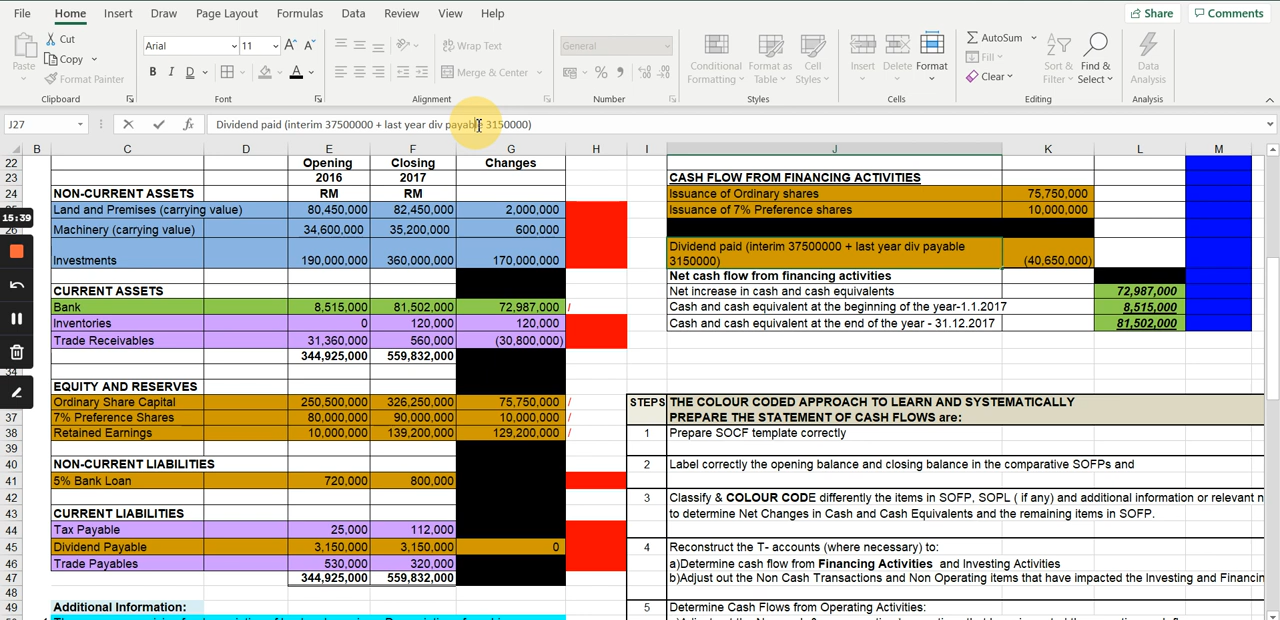 File Home Insert Draw Page Layout Formulas Data Review View Help Share Comments
Paste Cut Copy Format Painter Clipboard
Arial 11 A A B I D A Font
ab Wrap Text Merge & Center Alignment
General % Number
Conditional Formatting Format as Table Cell Styles Styles
Insert Delete Format Cells
AutoSum Fill Clear Sort & Filter Find & Select Editing
Data Analysis Analysis
J27 fx Dividend paid (interim 37500000 + last year div payable 3150000)
B C D E F G H I J K L M
22 Opening Closing Changes
23 2016 2017 CASH FLOW FROM FINANCING ACTIVITIES
24 NON-CURRENT ASSETS RM RM Issuance of Ordinary shares 75,750,000
15:39 Land and Premises (carrying value) 80,450,000 82,450,000 2,000,000 Issuance of 7% Preference shares 10,000,000
Machinery (carrying value) 34,600,000 35,200,000 600,000
Investments 190,000,000 360,000,000 170,000,000 Dividend paid (interim 37500000 + last year div payable
3150000) (40,650,000)
Net cash flow from financing activities
CURRENT ASSETS Net increase in cash and cash equivalents 72,987,000
Bank 8,515,000 81,502,000 72,987,000 / Cash and cash equivalent at the beginning of the year-1.1.2017 8,515,000
Inventories 0 120,000 120,000 Cash and cash equivalent at the end of the year - 31.12.2017 81,502,000
Trade Receivables 31,360,000 560,000 (30,800,000)
344,925,000 559,832,000
34
EQUITY AND RESERVES
Ordinary Share Capital 250,500,000 326,250,000 75,750,000 / STEPS THE COLOUR CODED APPROACH TO LEARN AND SYSTEMATICALLY
37 7% Preference Shares 80,000,000 90,000,000 10,000,000 / PREPARE THE STATEMENT OF CASH FLOWS are:
38 Retained Earnings 10,000,000 139,200,000 129,200,000 / 1 Prepare SOCF template correctly
39
40 NON-CURRENT LIABILITIES 2 Label correctly the opening balance and closing balance in the comparative SOFPs and
41 5% Bank Loan 720,000 800,000
42 3 Classify & COLOUR CODE differently the items in SOFP, SOPL ( if any) and additional information or relevant n
43 CURRENT LIABILITIES to determine Net Changes in Cash and Cash Equivalents and the remaining items in SOFP.
44 Tax Payable 25,000 112,000
45 Dividend Payable 3,150,000 3,150,000 0 4 Reconstruct the T- accounts (where necessary) to:
46 Trade Payables 530,000 320,000 a)Determine cash flow from Financing Activities and Investing Activities
47 344,925,000 559,832,000 b)Adjust out the Non Cash Transactions and Non Operating items that have impacted the Investing and Financin
48
49 Additional Information: 5 Determine Cash Flows from Operating Activities: